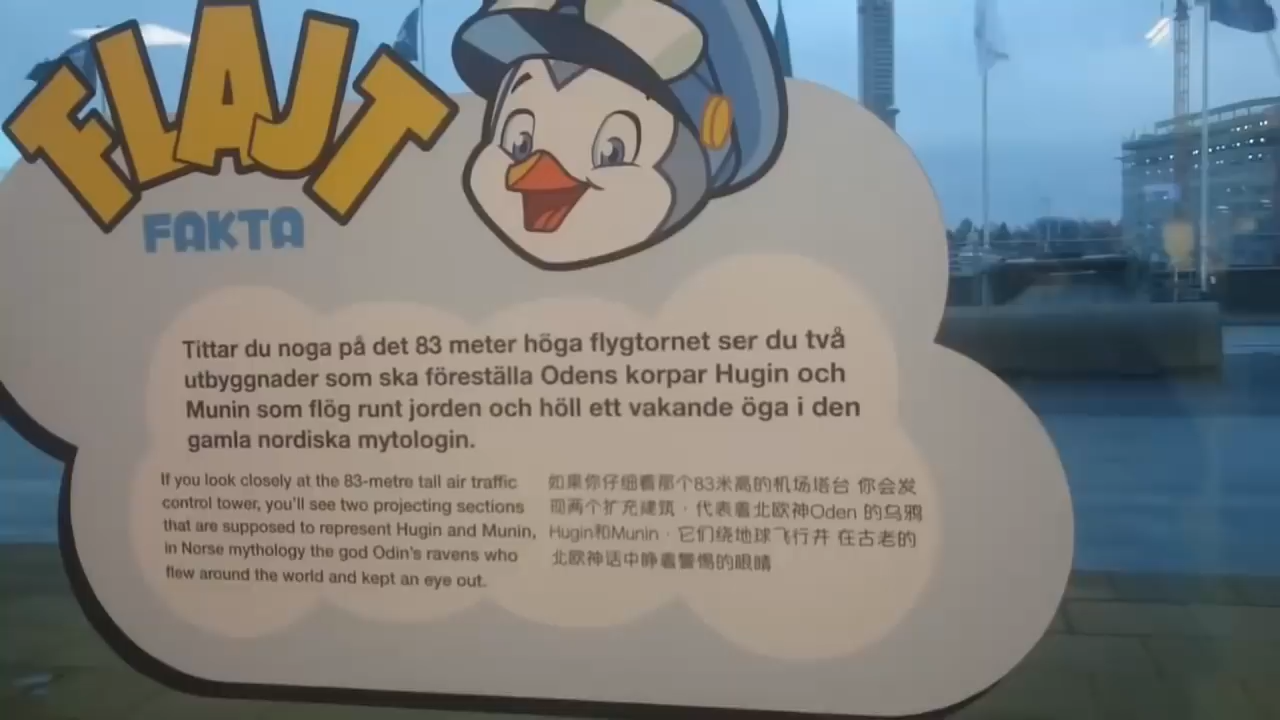 FLAJT
FAKTA
Tittar du noga på det 83 meter höga flygtornet ser du två
utbyggnader som ska föreställa Odens korpar Hugin och
Munin som flög runt jorden och höll ett vakande öga i den
gamla nordiska mytologin.
If you look closely at the 83-metre tall air traffic
control tower, you'll see two projecting sections
that are supposed to represent Hugin and Munin,
in Norse mythology the god Odin's ravens who
flew around the world and kept an eye out.
如果你仔细看那个83米高的机场塔台 你会发
现两个扩充建筑，代表着北欧神Oden 的乌鸦
Hugin和Munin，它们绕地球飞行并 在古老的
北欧神话中睁着警惕的眼睛